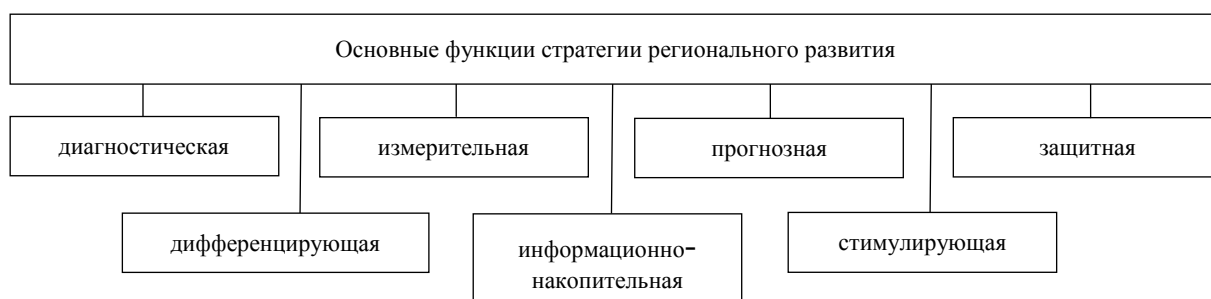 Основные функции стратегии регионального развития
диагностическая
измерительная
прогнозная
защитная
дифференцирующая
информационно-
накопительная
стимулирующая